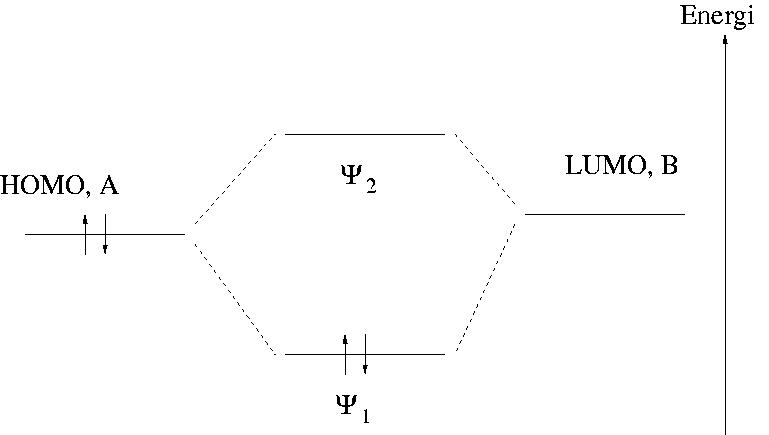 Energi
LUMO, B
Ψ2
HOMO, A
Ψ1